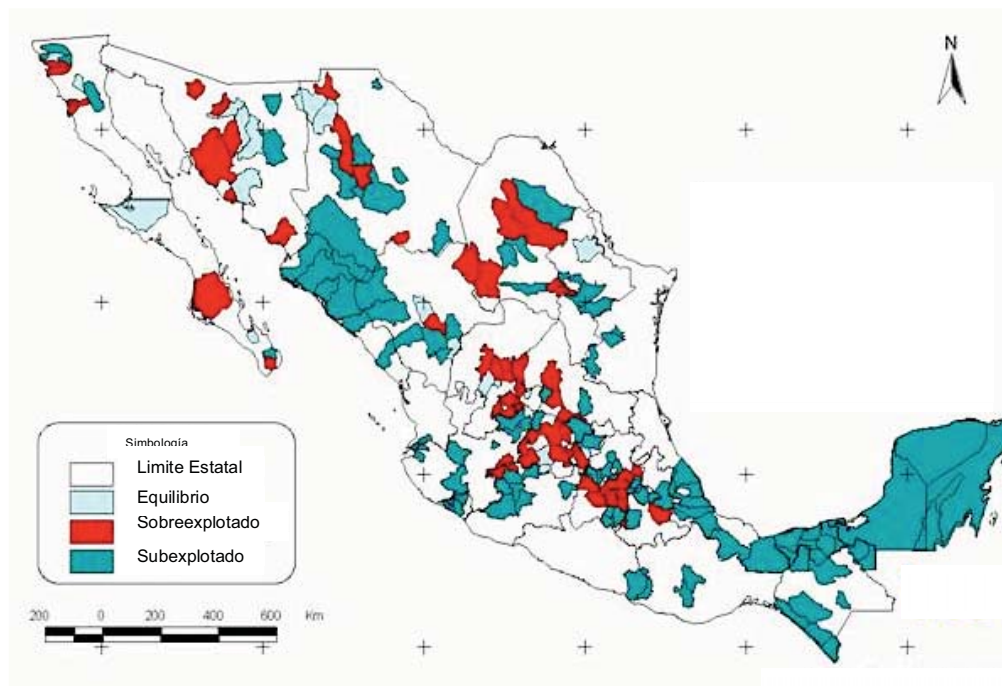 N
Simbología
Limite Estatal
Equilibrio
Sobreexplotado
Subexplotado
200 0 200 400 600 Km